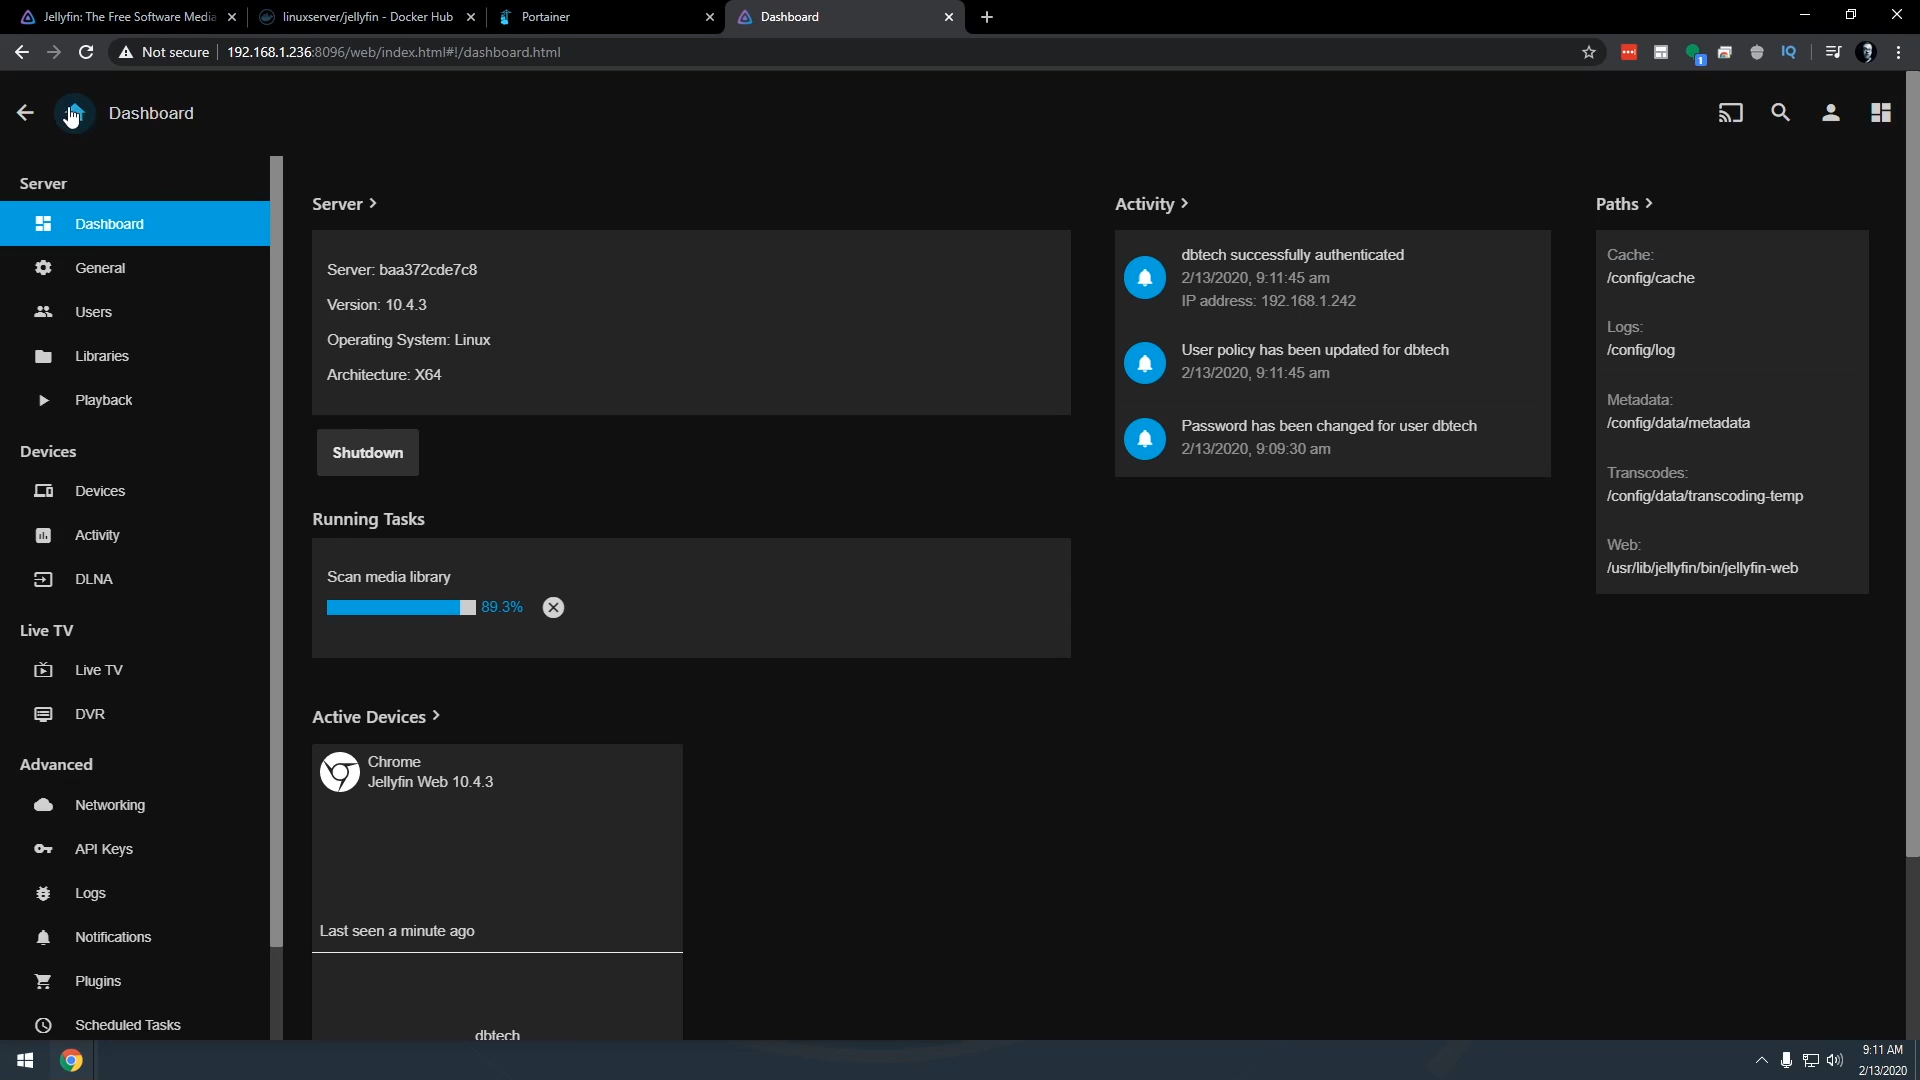 Jellyfin: The Free Software Media
linuxserver/jellyfin - Docker Hub
Portainer
Dashboard
Not secure
192.168.1.236:8096/web/index.html#!/dashboard.html
1
IQ
Dashboard
Server
Dashboard
General
Users
Libraries
Playback
Devices
Devices
Activity
DLNA
Live TV
Live TV
DVR
Advanced
Networking
API Keys
Logs
Notifications
Plugins
Scheduled Tasks
Server
Server: baa372cde7c8
Version: 10.4.3
Operating System: Linux
Architecture: X64
Shutdown
Running Tasks
Scan media library
89.3%
Active Devices
Chrome
Jellyfin Web 10.4.3
Last seen a minute ago
dbtech
Activity
dbtech successfully authenticated
2/13/2020, 9:11:45 am
IP address: 192.168.1.242
User policy has been updated for dbtech
2/13/2020, 9:11:45 am
Password has been changed for user dbtech
2/13/2020, 9:09:30 am
Paths
Cache:
/config/cache
Logs:
/config/log
Metadata:
/config/data/metadata
Transcodes:
/config/data/transcoding-temp
Web:
/usr/lib/jellyfin/bin/jellyfin-web
9:11 AM
2/13/2020